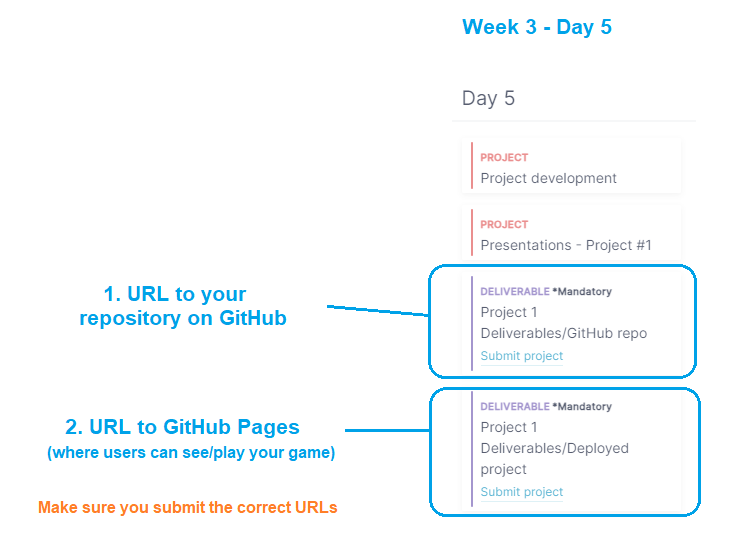 Week 3 - Day 5
Day 5
PROJECT
Project development
PROJECT
Presentations - Project #1
1. URL to your
repository on GitHub
DELIVERABLE *Mandatory
Project 1
Deliverables/GitHub repo
Submit project
2. URL to GitHub Pages
(where users can see/play your game)
DELIVERABLE *Mandatory
Project 1
Deliverables/Deployed
project
Submit project
Make sure you submit the correct URLs